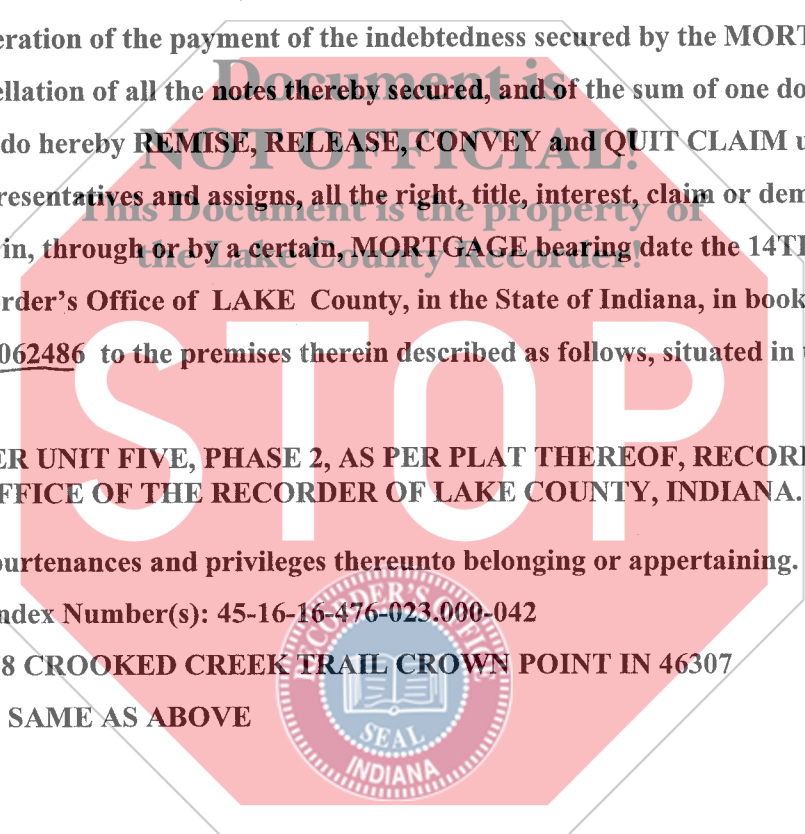 eration of the payment of the indebtedness secured by the MORT
Document is
ellation of all the notes thereby secured, and of the sum of one do
NOT OFFICIAL!
do hereby REMISE, RELEASE, CONVEY and QUIT CLAIM u
resentatives and assigns, all the right, title, interest, claim or dem
This Document is the property of
in, through or by a certain, MORTGAGE bearing date the 14TH
the Lake County Recorder!
rder's Office of LAKE County, in the State of Indiana, in book
062486 to the premises therein described as follows, situated in
STOP
ER UNIT FIVE, PHASE 2, AS PER PLAT THEREOF, RECOR
FFICE OF THE RECORDER OF LAKE COUNTY, INDIANA.
purtenances and privileges thereunto belonging or appertaining.
ndex Number(s): 45-16-16-476-023.000-042
RECORDER'S OFFICE
78 CROOKED CREEK TRAIL CROWN POINT IN 46307
SAME AS ABOVE
SEAL
INDIANA